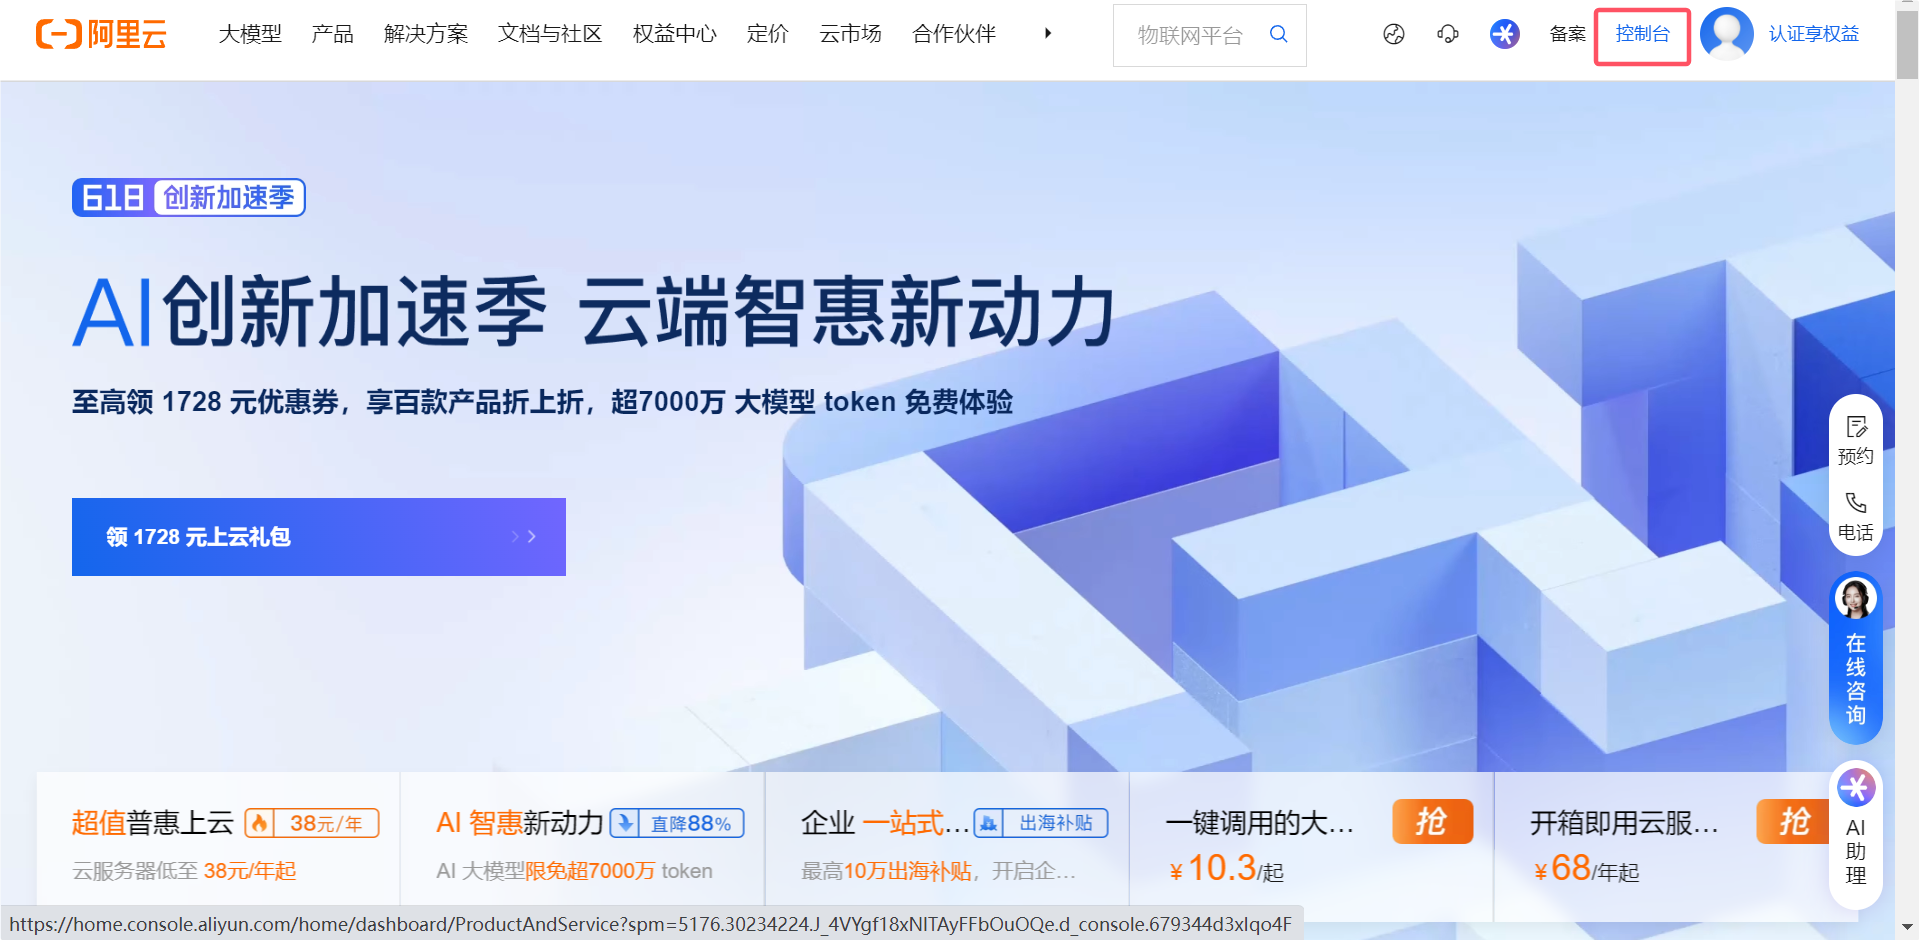 阿里云 大模型 产品 解决方案 文档与社区 权益中心 定价 云市场 合作伙伴 物联网平台 备案 控制台 认证享权益
618 创新加速季
AI创新加速季 云端智惠新动力
至高领 1728 元优惠券，享百款产品折上折，超7000万 大模型 token 免费体验
领 1728 元上云礼包
预约
电话
在线咨询
AI助理
超值普惠上云 38元/年
云服务器低至 38元/年起
AI 智惠新动力 直降88%
AI 大模型限免超7000万 token
企业 一站式... 出海补贴
最高10万出海补贴，开启企...
一键调用的大... 抢
¥10.3/起
开箱即用云服... 抢
¥68/年起
https://home.console.aliyun.com/home/dashboard/ProductAndService?spm=5176.30234224.J_4VYgf18xNlTAyFFbOuOQe.d_console.679344d3xIqo4F